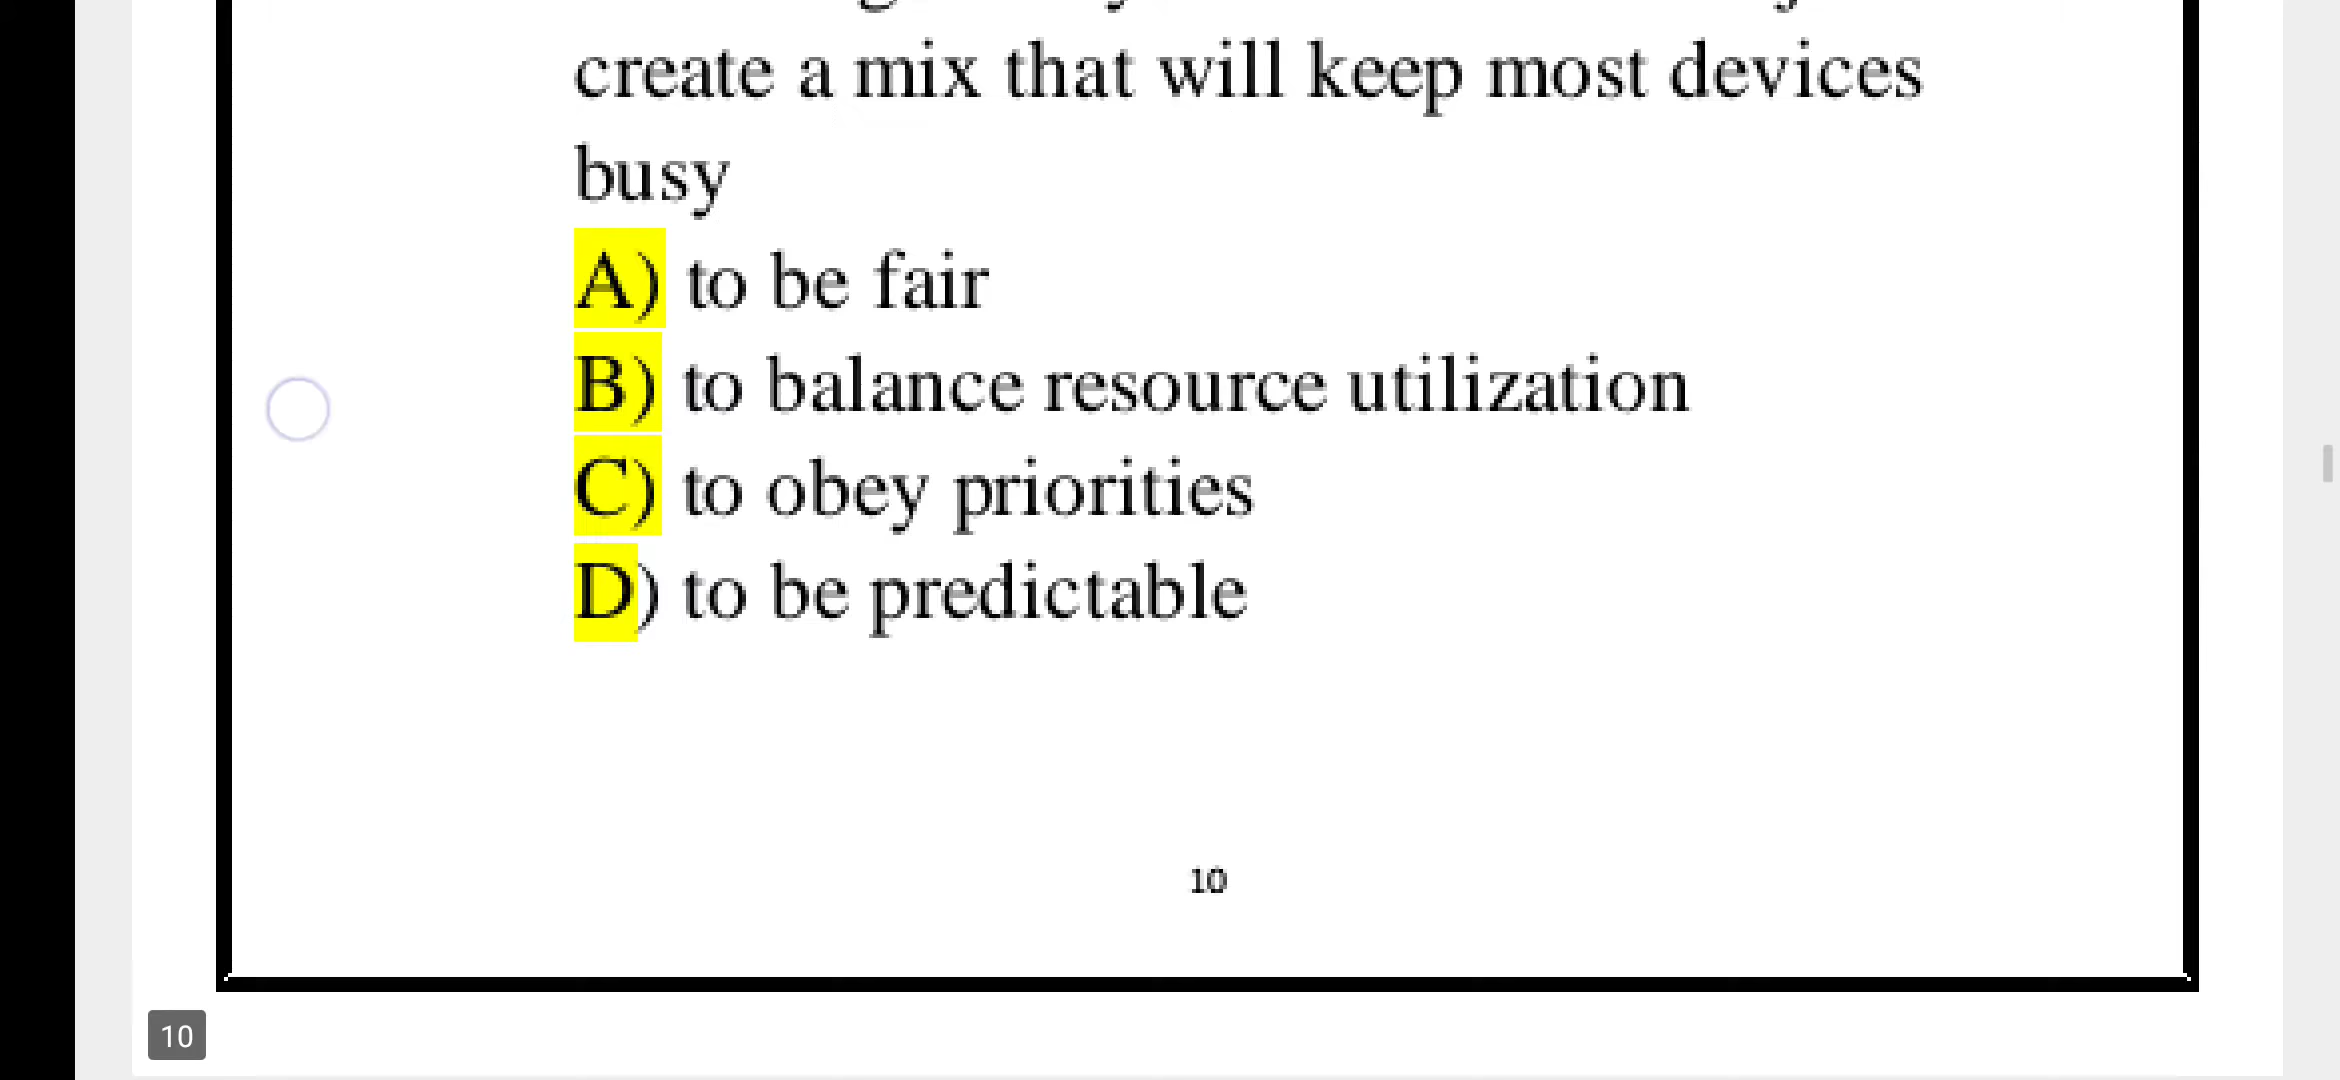 create a mix that will keep most devices
busy
A) to be fair
B) to balance resource utilization
C) to obey priorities
D) to be predictable
10
10